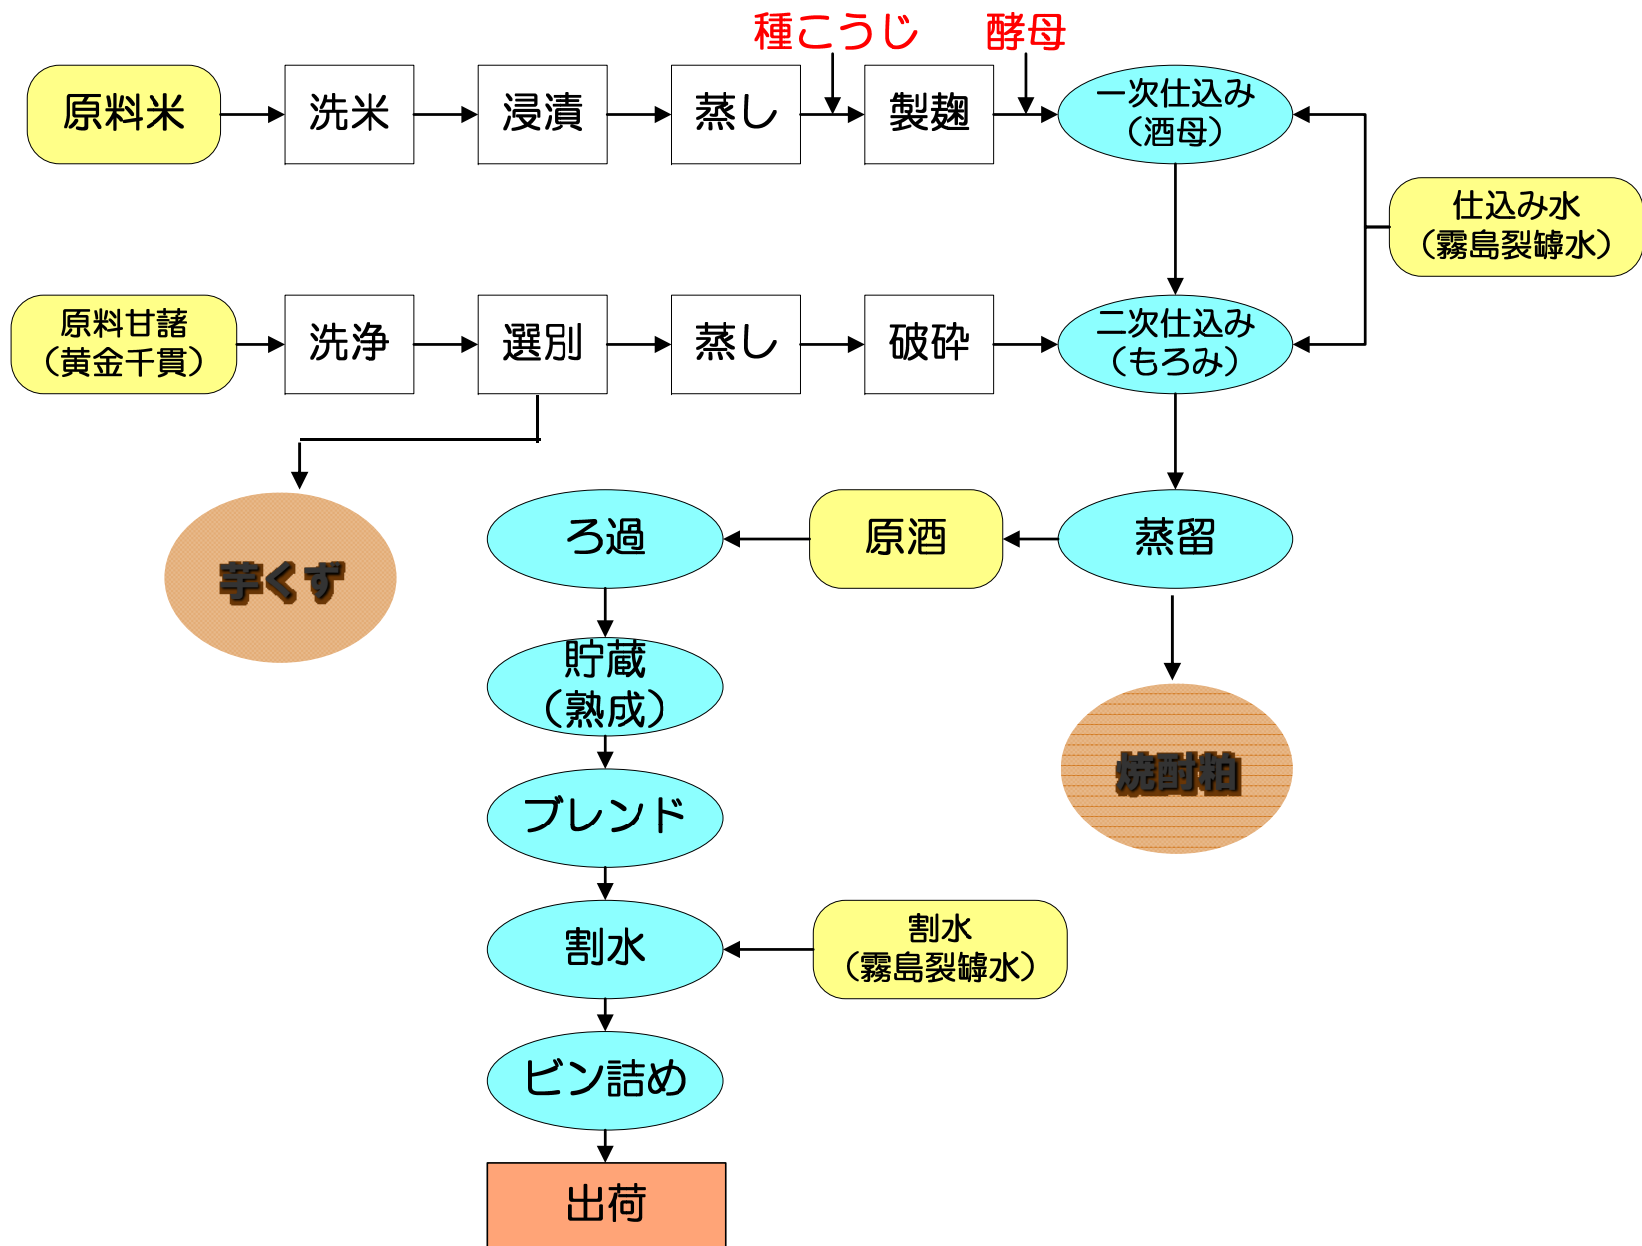 種こうじ
酵母
原料米
洗米
浸漬
蒸し
製麹
一次仕込み
（酒母）
仕込み水
（霧島裂罅水）
原料甘諸
（黄金千貫）
洗浄
選別
蒸し
破砕
二次仕込み
（もろみ）
芋くず
ろ過
原酒
蒸留
貯蔵
（熟成）
焼酎粕
ブレンド
割水
割水
（霧島裂罅水）
ビン詰め
出荷